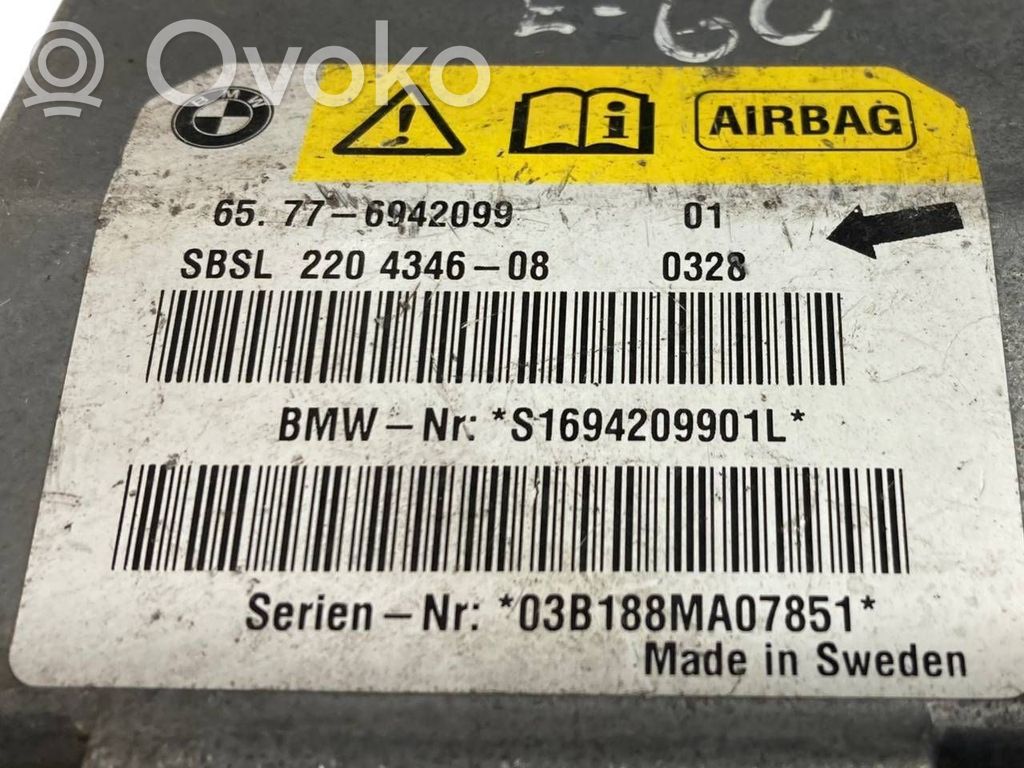 E-60
Ovoko
BMW
AIRBAG
65. 77-6942099 01
SBSL 220 4346-08 0328
BMW-Nr: *S1694209901L*
Serien-Nr: *03B188MA07851*
Made in Sweden